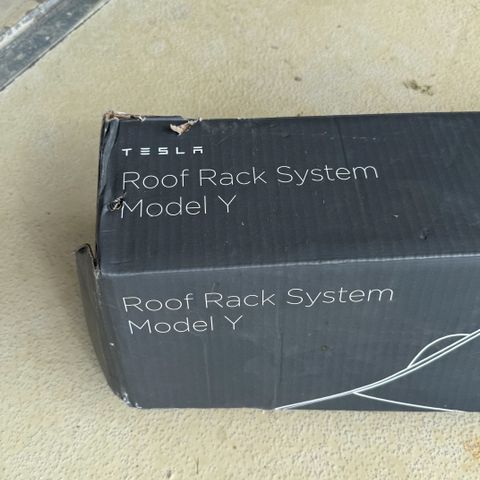 TESLA
Roof Rack System
Model Y
Roof Rack System
Model Y